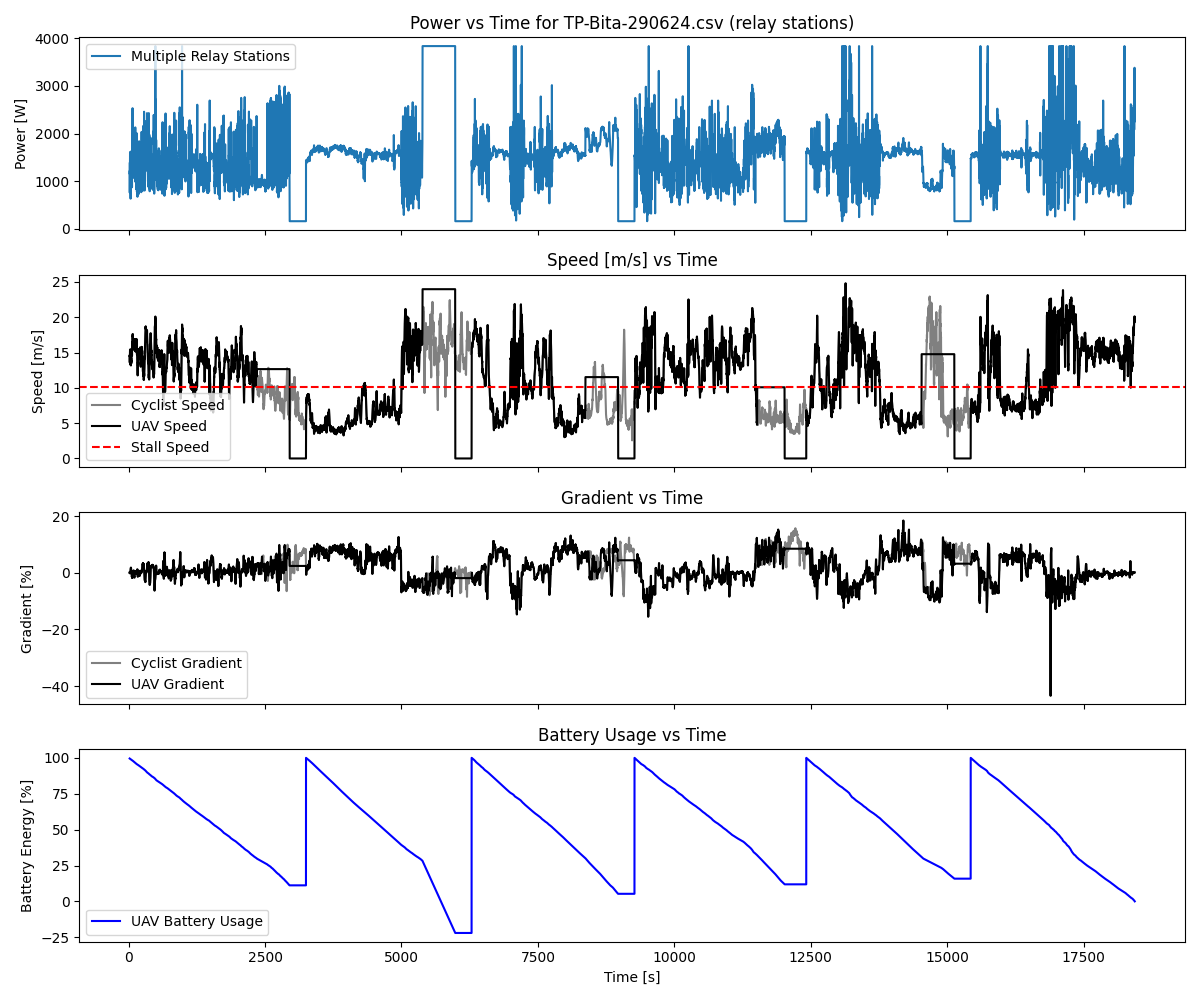 Power vs Time for TP-Bita-290624.csv (relay stations)
4000
3000
2000
1000
0
Power [W]
Multiple Relay Stations
Speed [m/s] vs Time
25
20
15
10
5
0
Speed [m/s]
Cyclist Speed
UAV Speed
Stall Speed
Gradient vs Time
20
0
−20
−40
Gradient [%]
Cyclist Gradient
UAV Gradient
Battery Usage vs Time
100
75
50
25
0
−25
Battery Energy [%]
UAV Battery Usage
0 2500 5000 7500 10000 12500 15000 17500
Time [s]